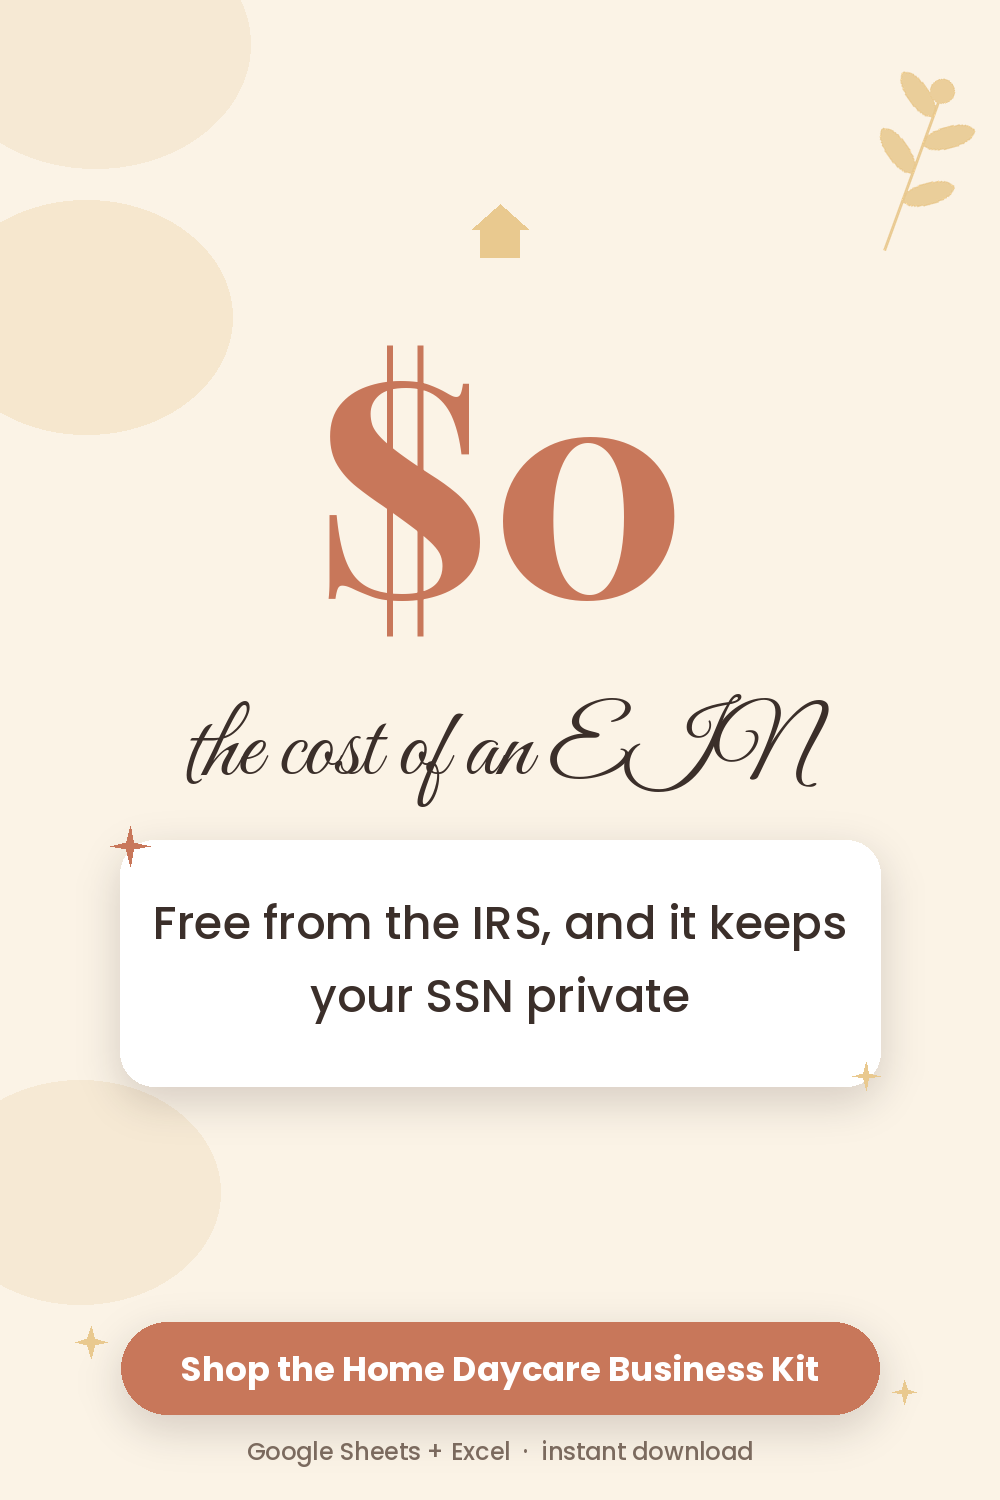 $0
the cost of an EIN
Free from the IRS, and it keeps
your SSN private
Shop the Home Daycare Business Kit
Google Sheets + Excel · instant download